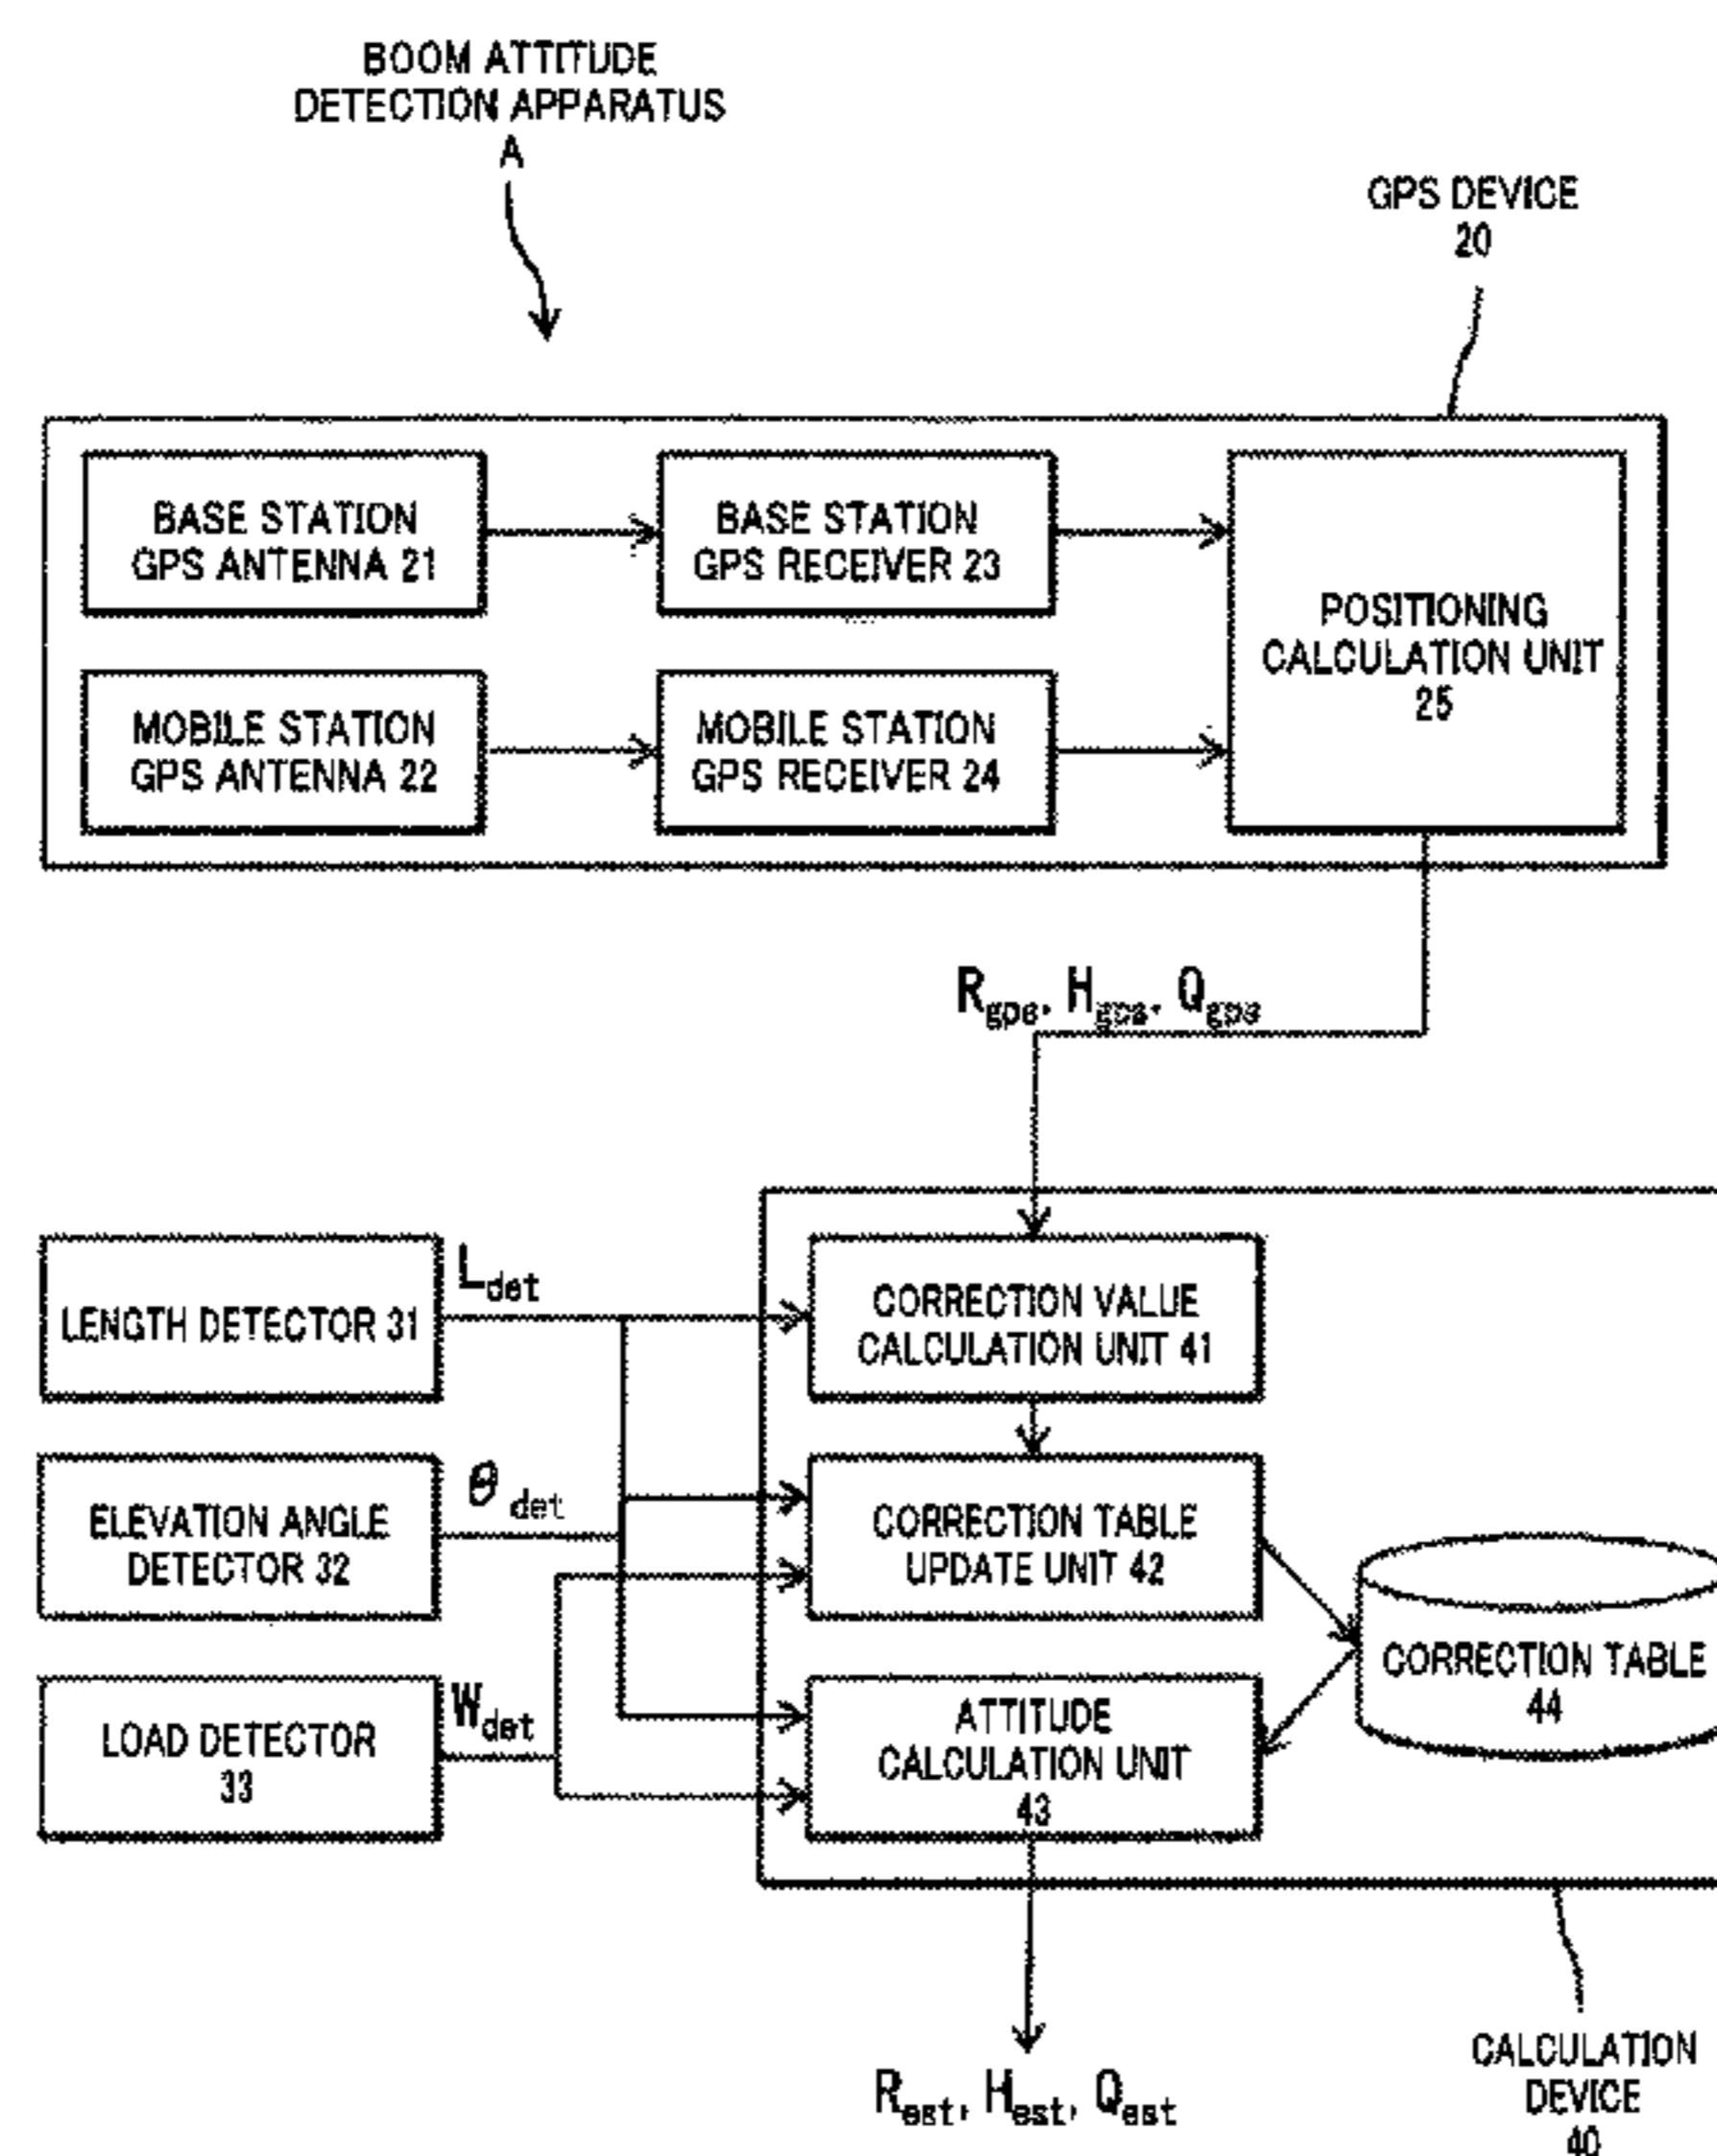 BOOM ATTITUDE
DETECTION APPARATUS
A
GPS DEVICE
20
BASE STATION
GPS ANTENNA 21
BASE STATION
GPS RECEIVER 23
POSITIONING
CALCULATION UNIT
25
MOBILE STATION
GPS ANTENNA 22
MOBILE STATION
GPS RECEIVER 24
Rgps, Hgps, Qgps
LENGTH DETECTOR 31
Ldet
CORRECTION VALUE
CALCULATION UNIT 41
ELEVATION ANGLE
DETECTOR 32
θdet
CORRECTION TABLE
UPDATE UNIT 42
CORRECTION TABLE
44
LOAD DETECTOR
33
Wdet
ATTITUDE
CALCULATION UNIT
43
Rest, Hest, Qest
CALCULATION
DEVICE
40